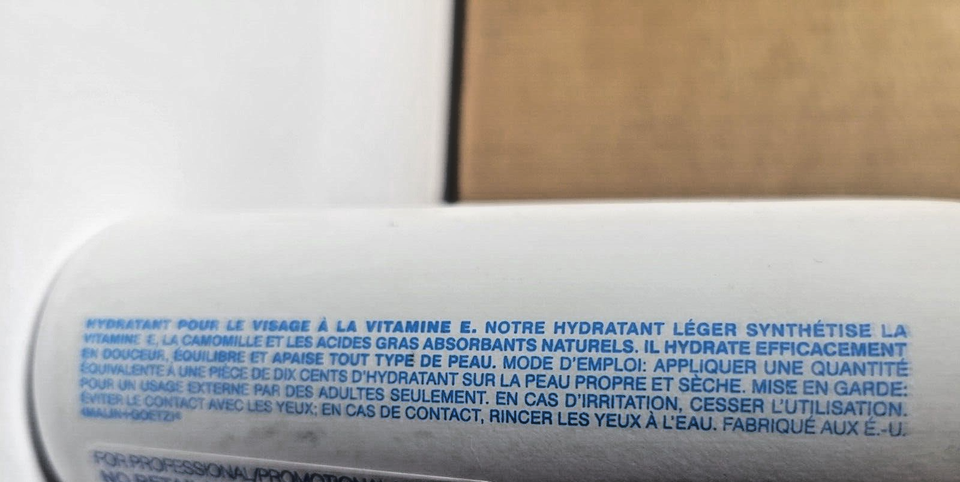 HYDRATANT POUR LE VISAGE À LA VITAMINE E. NOTRE HYDRATANT LÉGER SYNTHÉTISE LA
VITAMINE E, LA CAMOMILLE ET LES ACIDES GRAS ABSORBANTS NATURELS. IL HYDRATE EFFICACEMENT
EN DOUCEUR, ÉQUILIBRE ET APAISE TOUT TYPE DE PEAU. MODE D'EMPLOI: APPLIQUER UNE QUANTITÉ
ÉQUIVALENTE À UNE PIÈCE DE DIX CENTS D'HYDRATANT SUR LA PEAU PROPRE ET SÈCHE. MISE EN GARDE:
POUR UN USAGE EXTERNE PAR DES ADULTES SEULEMENT. EN CAS D'IRRITATION, CESSER L'UTILISATION.
ÉVITER LE CONTACT AVEC LES YEUX; EN CAS DE CONTACT, RINCER LES YEUX À L'EAU. FABRIQUÉ AUX É.-U.
(MALIN+GOETZ)®
FOR PROFESSIONAL/PROMOTIONAL